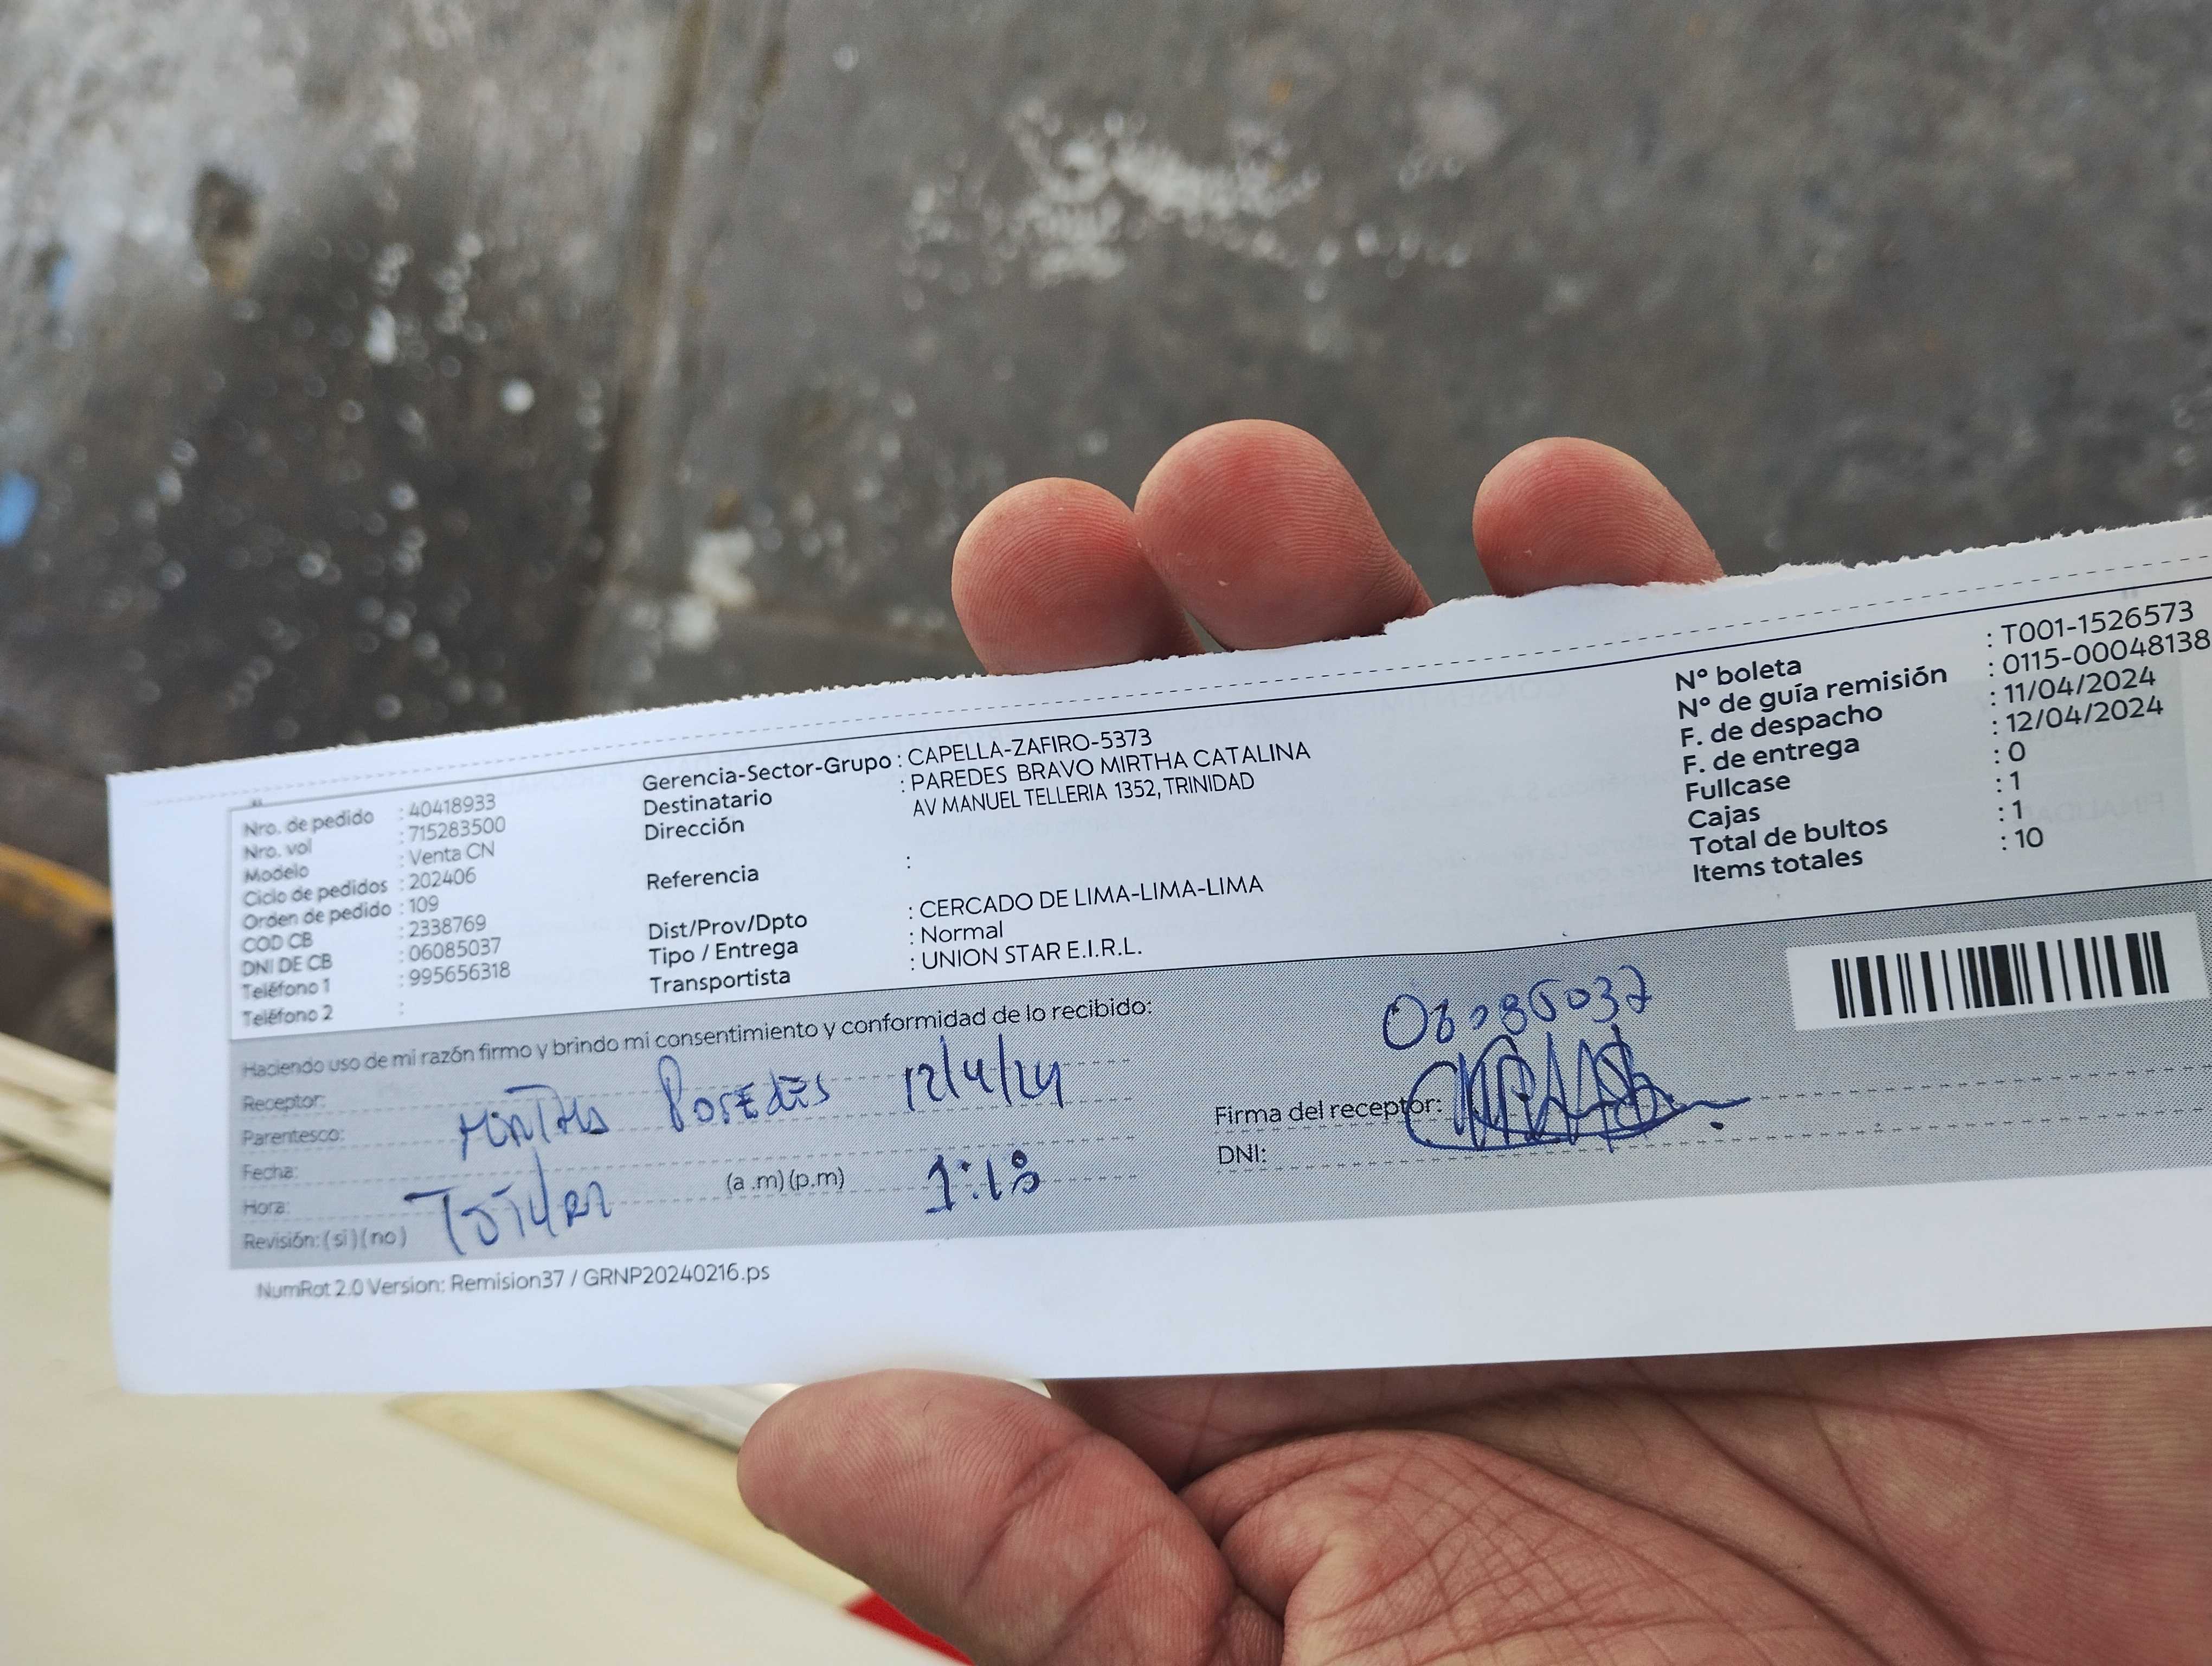 Nro. de pedido : 40418933
Nro. vol : 715283500
Modelo : Venta CN
Ciclo de pedidos : 202406
Orden de pedido : 109
COD CB : 2338769
DNI DE CB : 06085037
Teléfono 1 : 995656318
Teléfono 2 :
Gerencia-Sector-Grupo : CAPELLA-ZAFIRO-5373
Destinatario : PAREDES BRAVO MIRTHA CATALINA
Dirección AV MANUEL TELLERIA 1352, TRINIDAD
Referencia :
Dist/Prov/Dpto : CERCADO DE LIMA-LIMA-LIMA
Tipo / Entrega : Normal
Transportista : UNION STAR E.I.R.L.
Nº boleta : T001-1526573
Nº de guía remisión : 0115-00048138
F. de despacho : 11/04/2024
F. de entrega : 12/04/2024
Fullcase : 0
Cajas : 1
Total de bultos : 1
Items totales : 10
Haciendo uso de mi razón firmo y brindo mi consentimiento y conformidad de lo recibido:
Receptor:
Parentesco: Paredes 12/4/24
Fecha:
Hora: (a .m) (p.m) 1:18
Revisión: ( si ) ( no )
Firma del receptor:
DNI:
NumRot 2.0 Version: Remision37 / GRNP20240216.ps